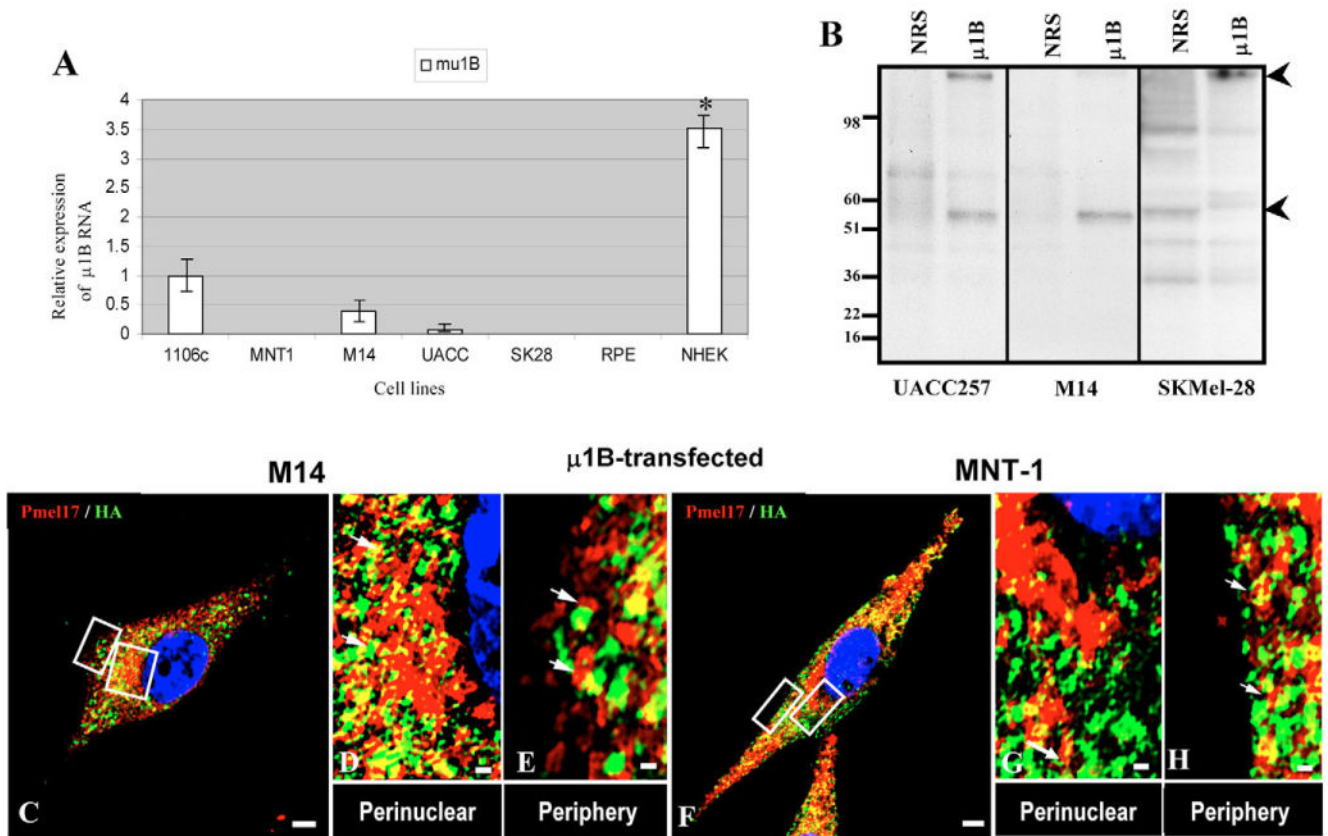 A
mu1B
*
4
3.5
3
2.5
2
1.5
1
0.5
0
Relative expression
of μ1B RNA
1106c MNT1 M14 UACC SK28 RPE NHEK
Cell lines
B
NRS μ1B NRS μ1B NRS μ1B
98
60
51
36
22
16
UACC257 M14 SKMel-28
μ1B-transfected
M14 MNT-1
Pmel17 / HA
C
D
E
Perinuclear
Periphery
Pmel17 / HA
F
G
H
Perinuclear
Periphery